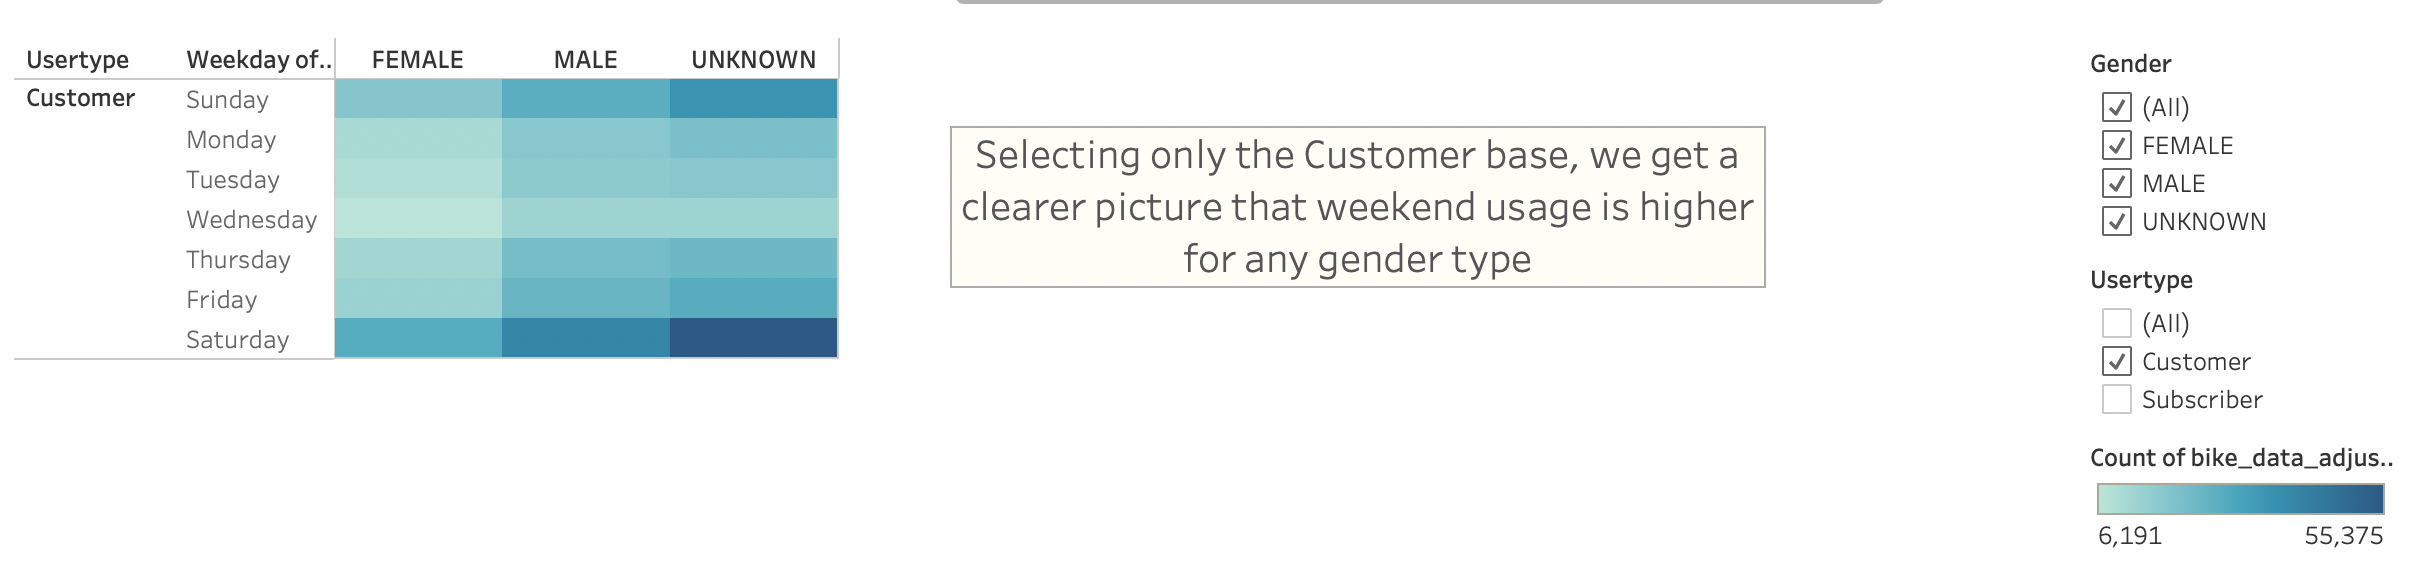 Usertype Weekday of.. FEMALE MALE UNKNOWN
Customer Sunday
Monday
Tuesday
Wednesday
Thursday
Friday
Saturday
Selecting only the Customer base, we get a
clearer picture that weekend usage is higher
for any gender type
Gender
(All)
FEMALE
MALE
UNKNOWN
Usertype
(All)
Customer
Subscriber
Count of bike_data_adjus..
6,191 55,375